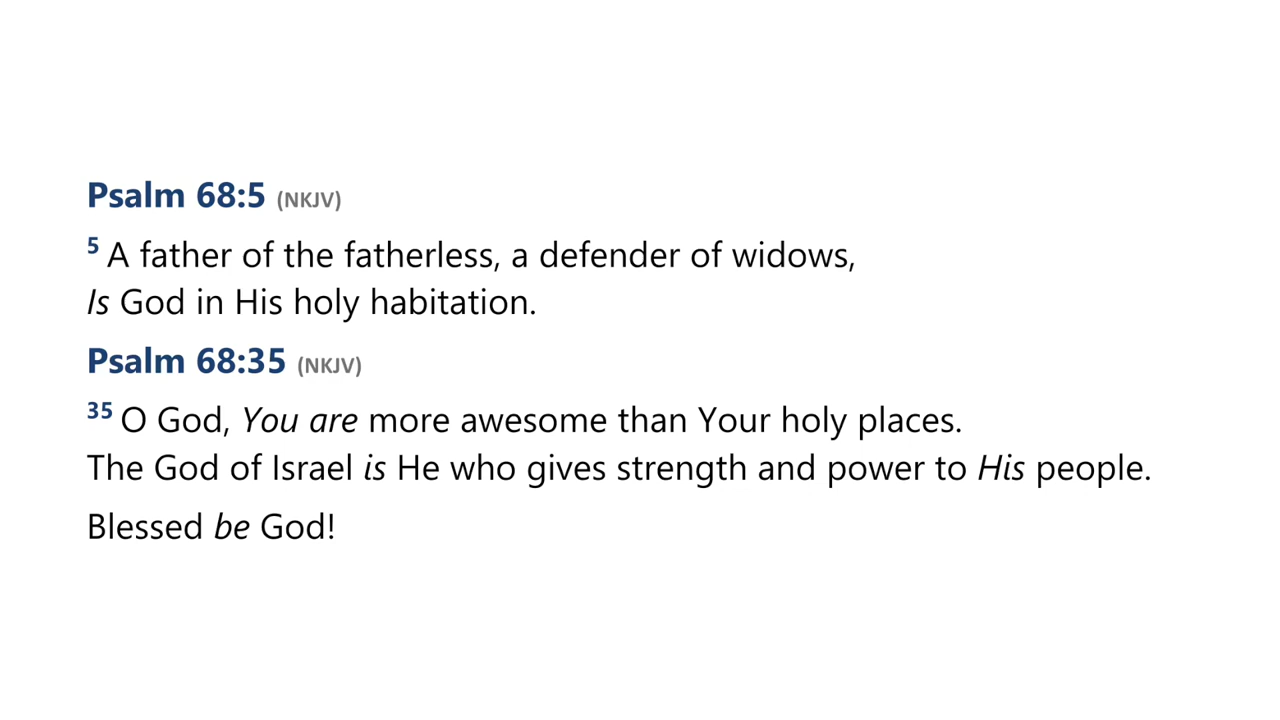 Psalm 68:5 (NKJV)
5 A father of the fatherless, a defender of widows,
Is God in His holy habitation.
Psalm 68:35 (NKJV)
35 O God, You are more awesome than Your holy places.
The God of Israel is He who gives strength and power to His people.
Blessed be God!